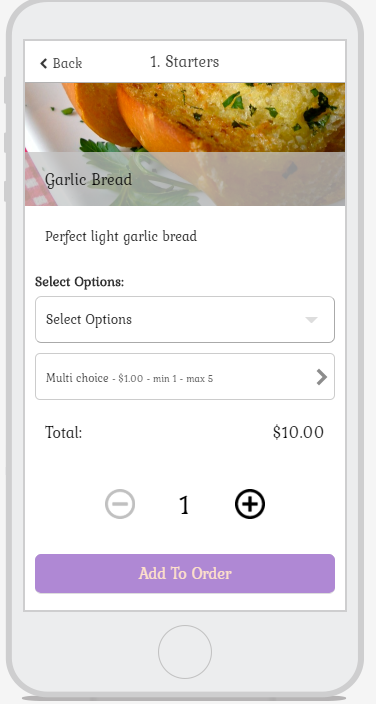 Back
1. Starters
Garlic Bread
Perfect light garlic bread
Select Options:
Select Options
Multi choice - $1.00 - min 1 - max 5
Total: $10.00
1
Add To Order